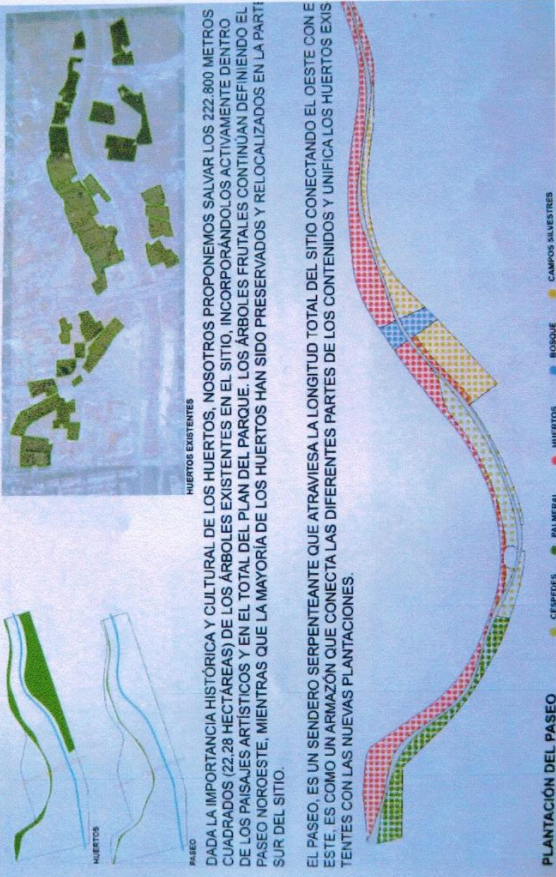 HUERTOS
PASEO
HUERTOS EXISTENTES
DADA LA IMPORTANCIA HISTÓRICA Y CULTURAL DE LOS HUERTOS, NOSOTROS PROPONEMOS SALVAR LOS 222.800 METROS
CUADRADOS (22,28 HECTÁREAS) DE LOS ÁRBOLES EXISTENTES EN EL SITIO, INCORPORÁNDOLOS ACTIVAMENTE DENTRO
DE LOS PAISAJES ARTÍSTICOS Y EN EL TOTAL DEL PLAN DEL PARQUE. LOS ÁRBOLES FRUTALES CONTINÚAN DEFINIENDO EL
PASEO NOROESTE, MIENTRAS QUE LA MAYORÍA DE LOS HUERTOS HAN SIDO PRESERVADOS Y RELOCALIZADOS EN LA PARTE
SUR DEL SITIO.
EL PASEO, ES UN SENDERO SERPENTEANTE QUE ATRAVIESA LA LONGITUD TOTAL DEL SITIO CONECTANDO EL OESTE CON E
ESTE, ES COMO UN ARMAZÓN QUE CONECTA LAS DIFERENTES PARTES DE LOS CONTENIDOS Y UNIFICA LOS HUERTOS EXIS
TENTES CON LAS NUEVAS PLANTACIONES.
PLANTACIÓN DEL PASEO
CÉSPEDES PALMERAL HUERTOS BOSQUE CAMPOS SILVESTRES